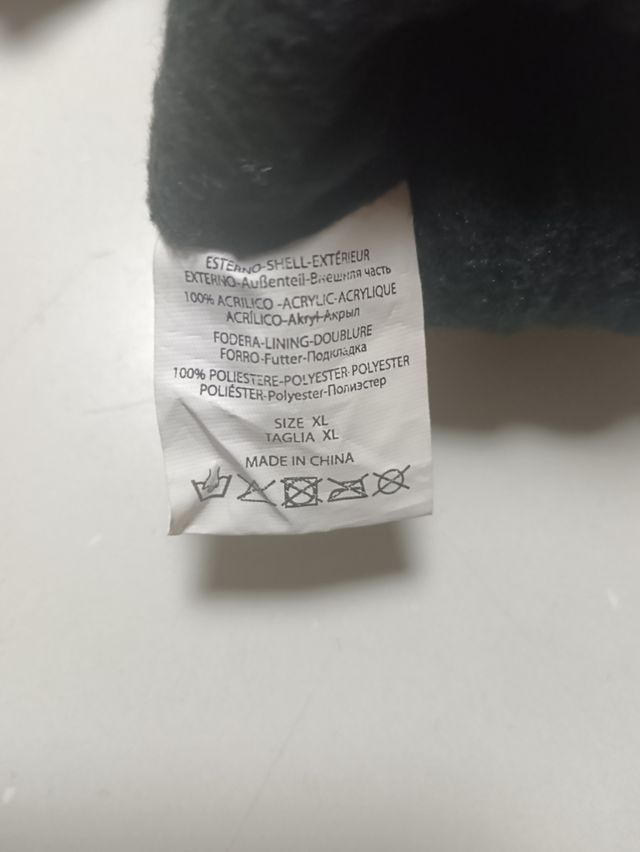 ESTERNO-SHELL-EXTÉRIEUR
EXTERNO-Außenteil-Внешняя часть
100% ACRILICO -ACRYLIC-ACRYLIQUE
ACRÍLICO-Akryl-Акрыл
FODERA-LINING-DOUBLURE
FORRO-Futter-Подкладка
100% POLIESTERE-POLYESTER-POLYESTER
POLIÉSTER-Polyester-Полиэстер
SIZE XL
TAGLIA XL
MADE IN CHINA